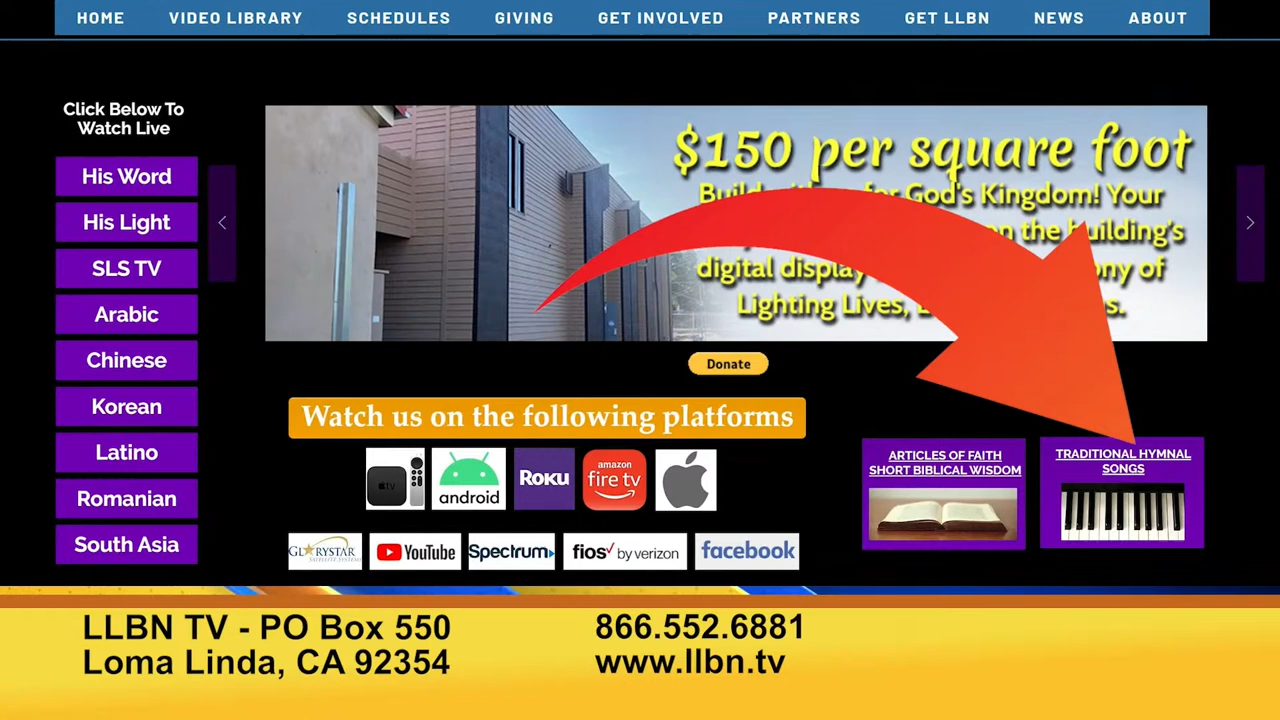 HOME VIDEO LIBRARY SCHEDULES GIVING GET INVOLVED PARTNERS GET LLBN NEWS ABOUT
Click Below To
Watch Live
His Word
His Light
SLS TV
Arabic
Chinese
Korean
Latino
Romanian
South Asia
$150 per square foot
God's Kingdom! Your
on the building's
digital display
Lighting Lives,
Donate
Watch us on the following platforms
tv
android
Roku
amazon
fire tv
GLORYSTAR
SATELLITE SYSTEMS
YouTube
Spectrum
fios by verizon
facebook
ARTICLES OF FAITH
SHORT BIBLICAL WISDOM
TRADITIONAL HYMNAL
SONGS
LLBN TV - PO Box 550
Loma Linda, CA 92354
866.552.6881
www.llbn.tv